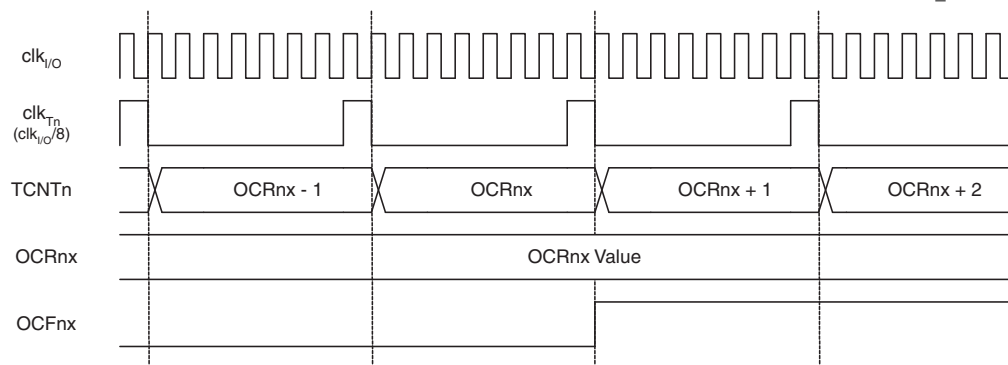 clkI/O
clkTn
(clkI/O/8)
TCNTn OCRnx - 1 OCRnx OCRnx + 1 OCRnx + 2
OCRnx OCRnx Value
OCFnx